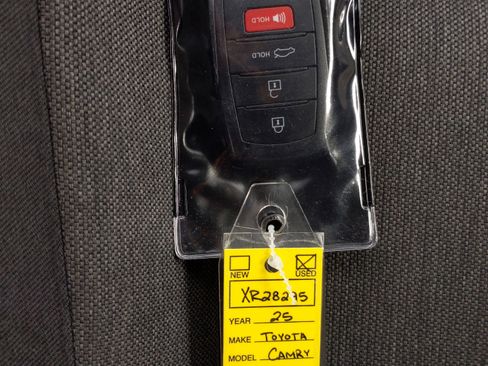 HOLD
HOLD
NEW USED
XR28275
YEAR 25
MAKE TOYOTA
MODEL CAMRY